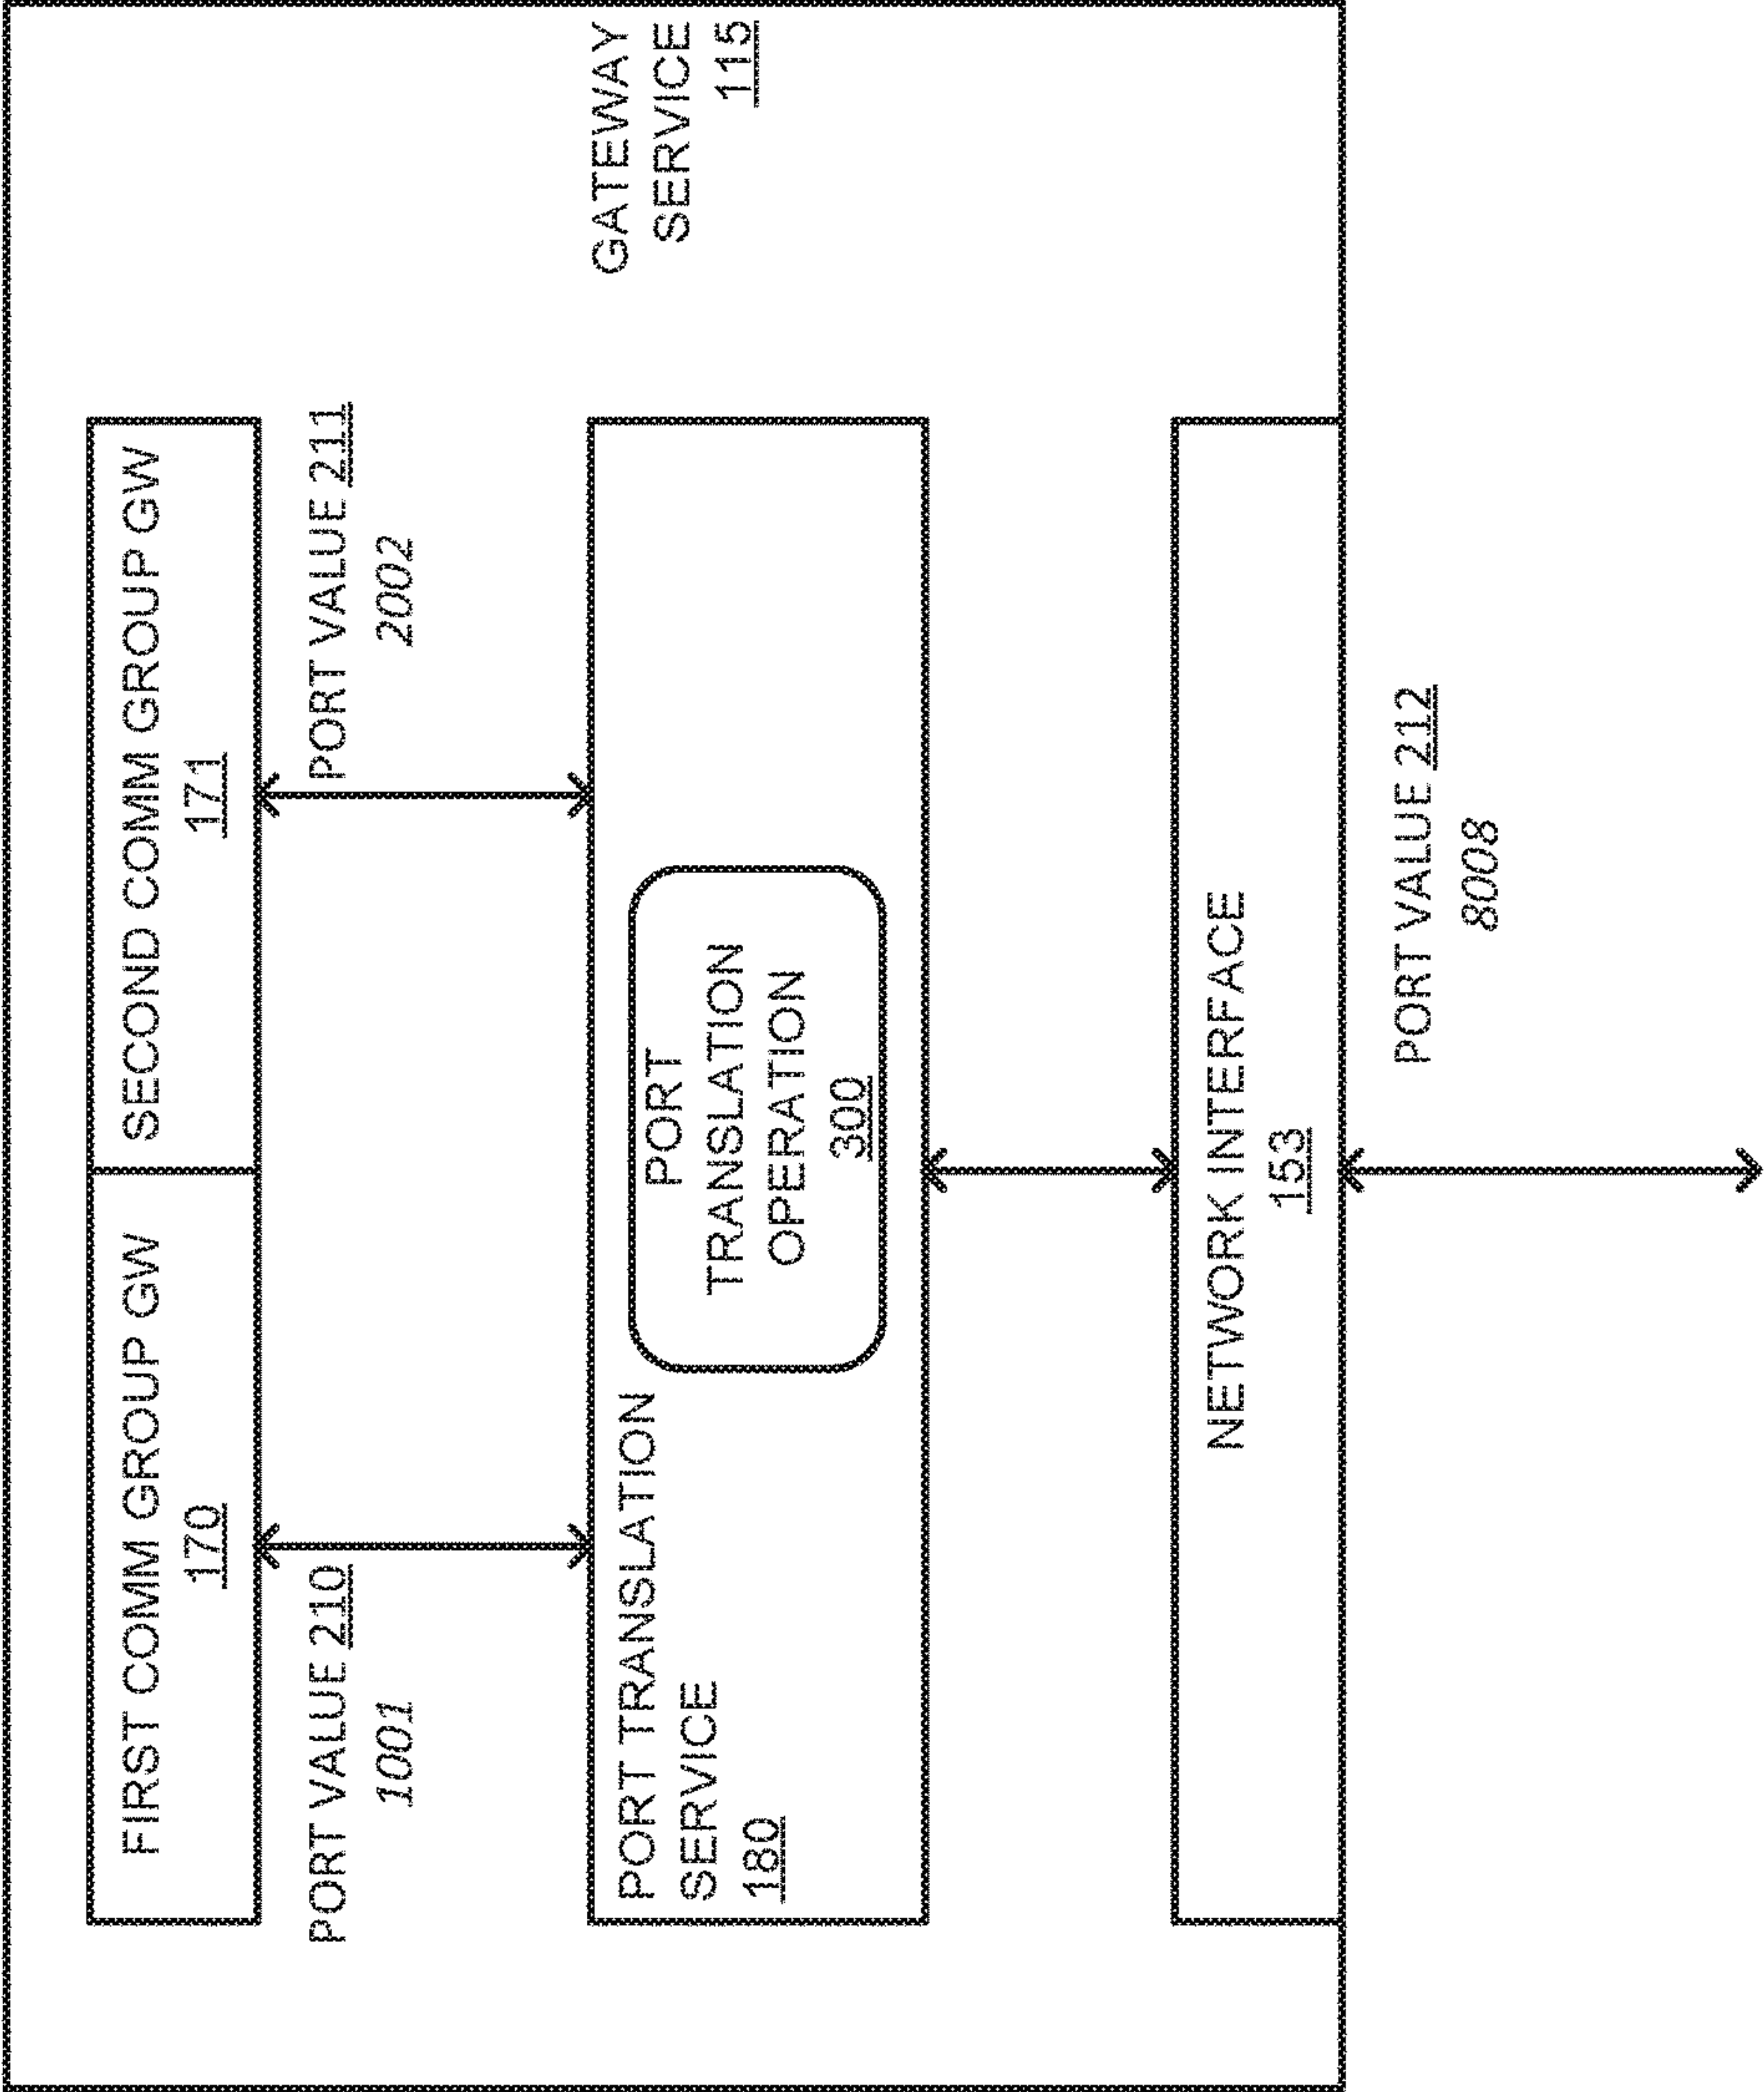 FIRST COMM GROUP GW
170
SECOND COMM GROUP GW
171
PORT VALUE 210
1001
PORT VALUE 211
2002
PORT TRANSLATION
SERVICE
180
PORT
TRANSLATION
OPERATION
300
GATEWAY
SERVICE
115
NETWORK INTERFACE
153
PORT VALUE 212
8008